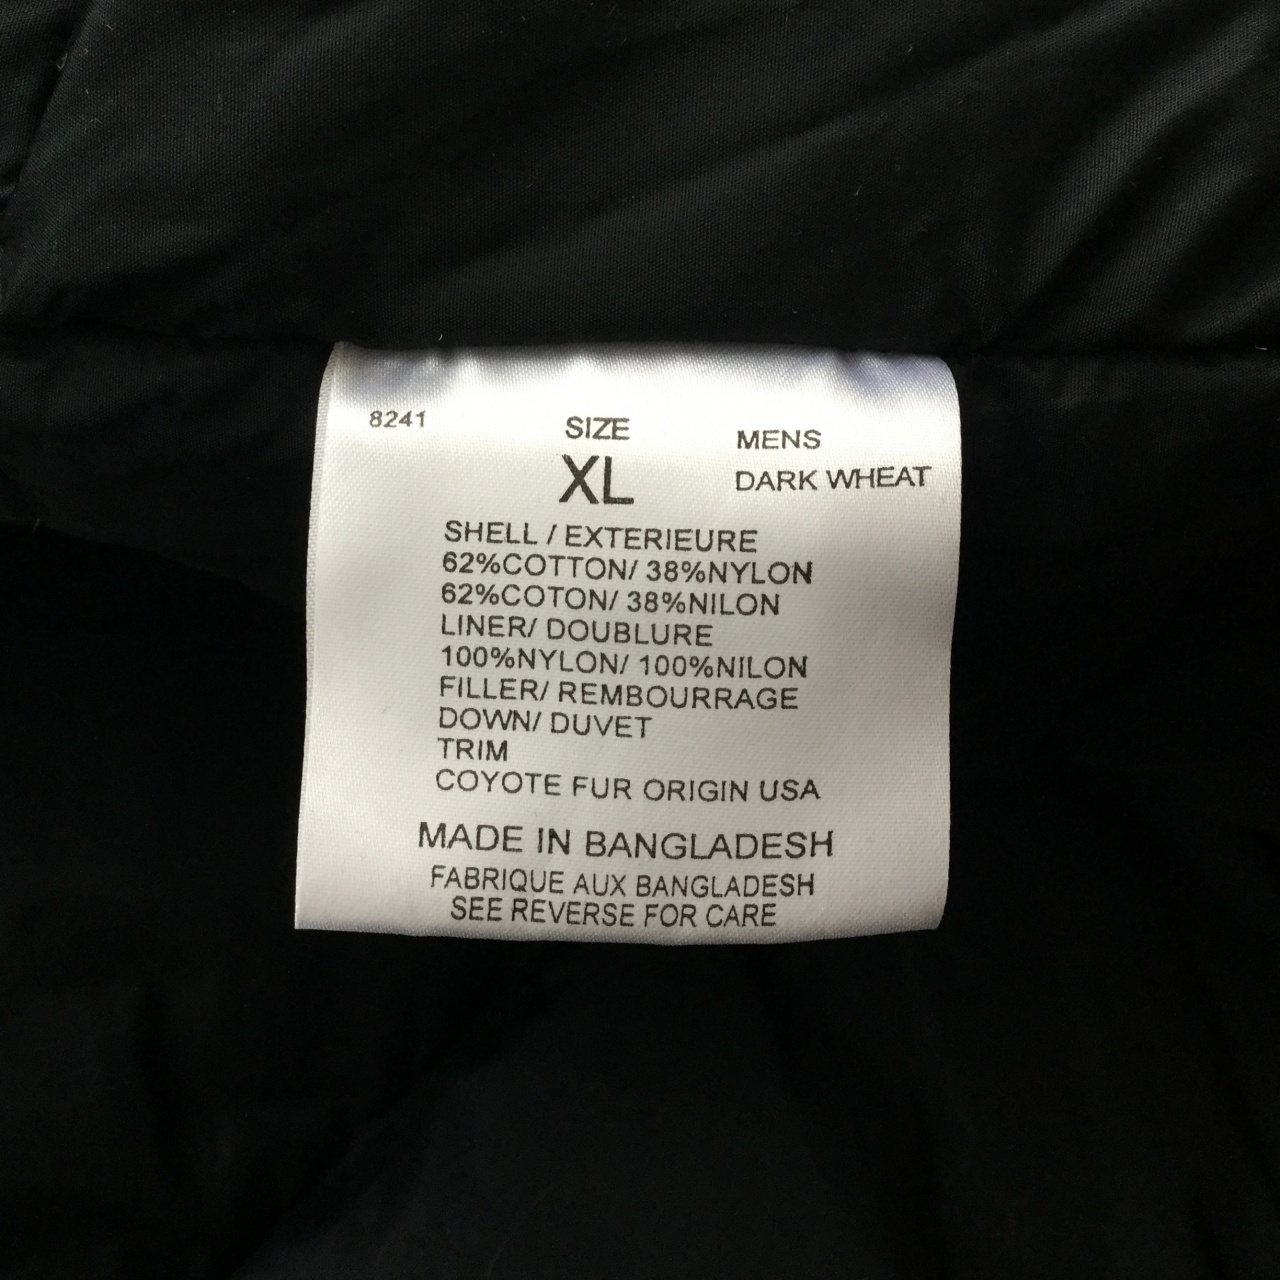 8241
SIZE
MENS
XL
DARK WHEAT
SHELL / EXTERIEURE
62%COTTON/ 38%NYLON
62%COTON/ 38%NILON
LINER/ DOUBLURE
100%NYLON/ 100%NILON
FILLER/ REMBOURRAGE
DOWN/ DUVET
TRIM
COYOTE FUR ORIGIN USA
MADE IN BANGLADESH
FABRIQUE AUX BANGLADESH
SEE REVERSE FOR CARE